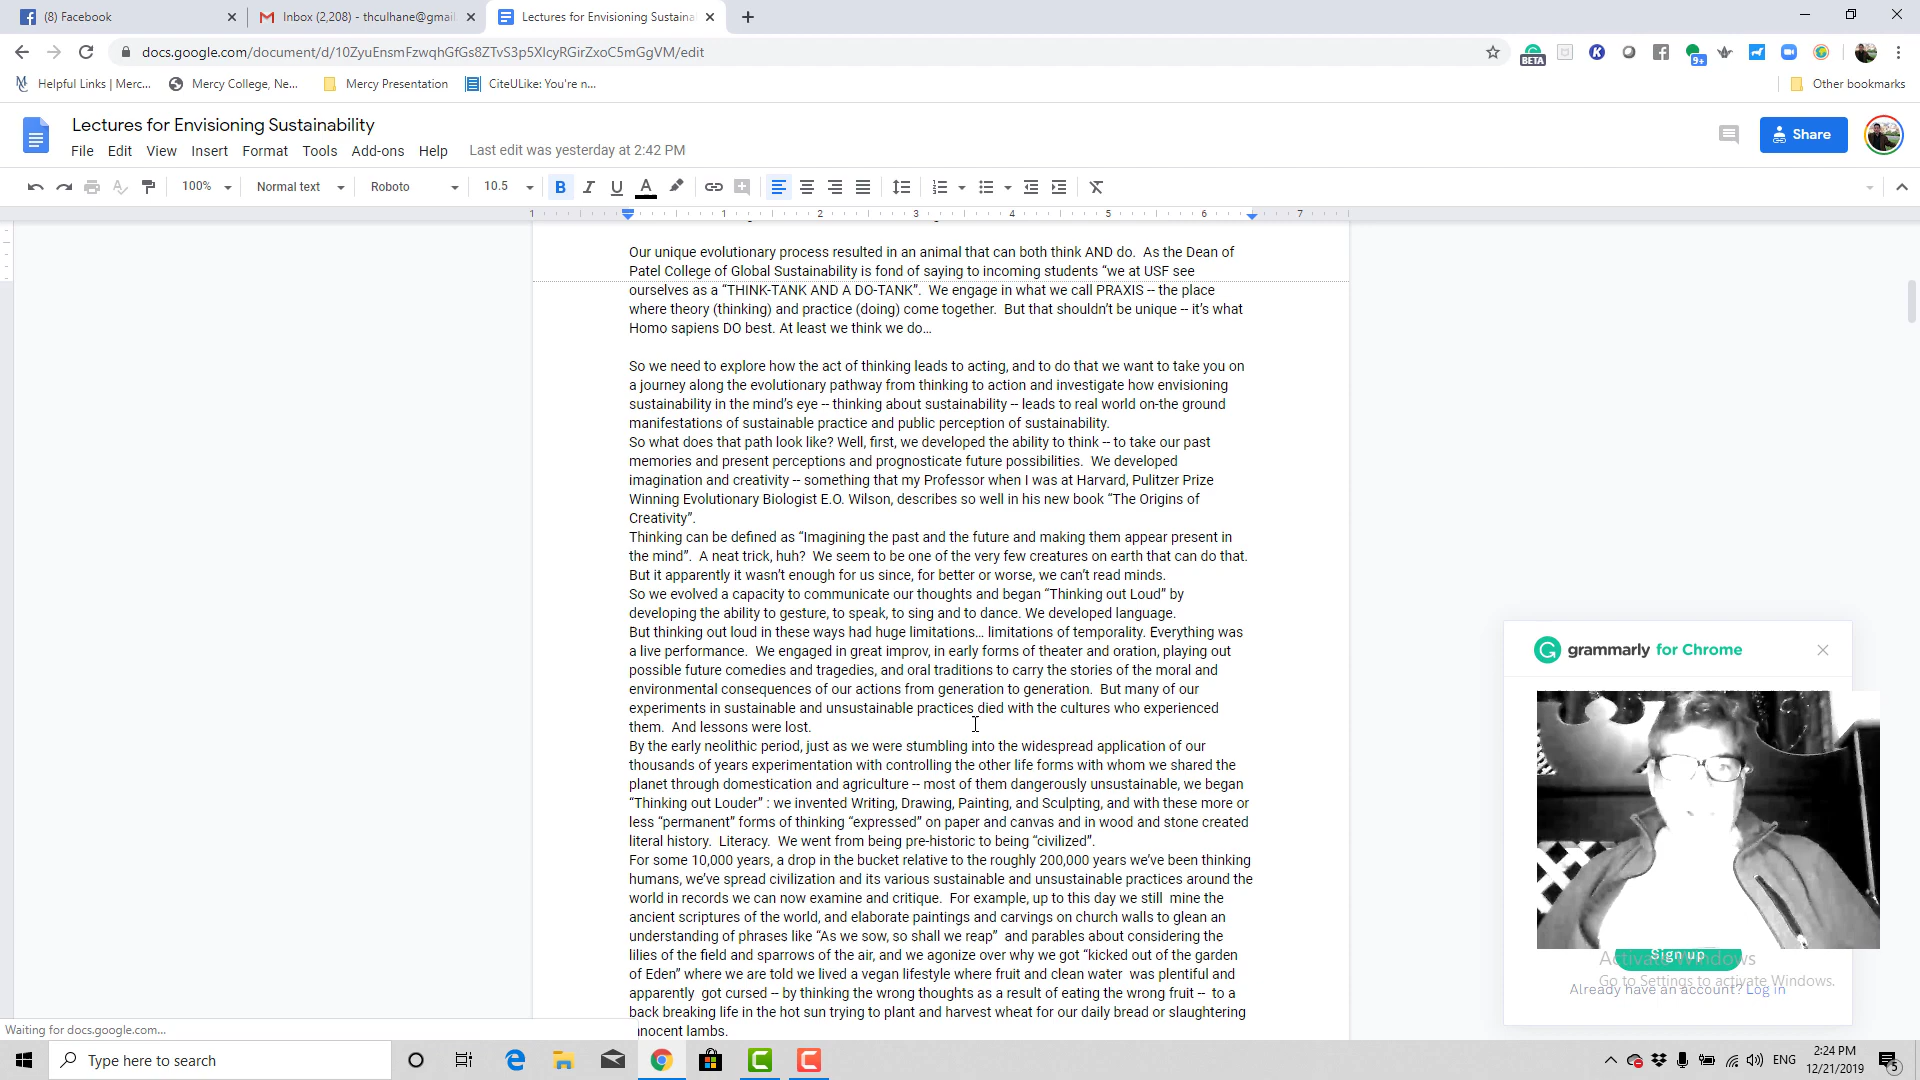 (8) Facebook
Inbox (2,208) - thculhane@gmail
Lectures for Envisioning Sustaina
docs.google.com/document/d/10ZyuEnsmFzwqhGfGs8ZTvS3p5XIcyRGirZxoC5mGgVM/edit
BETA
9+
Helpful Links | Merc...
Mercy College, Ne...
Mercy Presentation
CiteULike: You're n...
Other bookmarks
Lectures for Envisioning Sustainability
File Edit View Insert Format Tools Add-ons Help Last edit was yesterday at 2:42 PM
Share
100% Normal text Roboto 10.5 B I U A
1 1 2 3 4 5 6 7
Our unique evolutionary process resulted in an animal that can both think AND do. As the Dean of
Patel College of Global Sustainability is fond of saying to incoming students “we at USF see
ourselves as a “THINK-TANK AND A DO-TANK”. We engage in what we call PRAXIS -- the place
where theory (thinking) and practice (doing) come together. But that shouldn’t be unique -- it’s what
Homo sapiens DO best. At least we think we do…
So we need to explore how the act of thinking leads to acting, and to do that we want to take you on
a journey along the evolutionary pathway from thinking to action and investigate how envisioning
sustainability in the mind’s eye -- thinking about sustainability -- leads to real world on-the ground
manifestations of sustainable practice and public perception of sustainability.
So what does that path look like? Well, first, we developed the ability to think -- to take our past
memories and present perceptions and prognosticate future possibilities. We developed
imagination and creativity -- something that my Professor when I was at Harvard, Pulitzer Prize
Winning Evolutionary Biologist E.O. Wilson, describes so well in his new book “The Origins of
Creativity”.
Thinking can be defined as “Imagining the past and the future and making them appear present in
the mind”. A neat trick, huh? We seem to be one of the very few creatures on earth that can do that.
But it apparently it wasn’t enough for us since, for better or worse, we can’t read minds.
So we evolved a capacity to communicate our thoughts and began “Thinking out Loud” by
developing the ability to gesture, to speak, to sing and to dance. We developed language.
But thinking out loud in these ways had huge limitations… limitations of temporality. Everything was
a live performance. We engaged in great improv, in early forms of theater and oration, playing out
possible future comedies and tragedies, and oral traditions to carry the stories of the moral and
environmental consequences of our actions from generation to generation. But many of our
experiments in sustainable and unsustainable practices died with the cultures who experienced
them. And lessons were lost.
By the early neolithic period, just as we were stumbling into the widespread application of our
thousands of years experimentation with controlling the other life forms with whom we shared the
planet through domestication and agriculture -- most of them dangerously unsustainable, we began
“Thinking out Louder” : we invented Writing, Drawing, Painting, and Sculpting, and with these more or
less “permanent” forms of thinking “expressed” on paper and canvas and in wood and stone created
literal history. Literacy. We went from being pre-historic to being “civilized”.
For some 10,000 years, a drop in the bucket relative to the roughly 200,000 years we’ve been thinking
humans, we’ve spread civilization and its various sustainable and unsustainable practices around the
world in records we can now examine and critique. For example, up to this day we still mine the
ancient scriptures of the world, and elaborate paintings and carvings on church walls to glean an
understanding of phrases like “As we sow, so shall we reap” and parables about considering the
lilies of the field and sparrows of the air, and we agonize over why we got “kicked out of the garden
of Eden” where we are told we lived a vegan lifestyle where fruit and clean water was plentiful and
apparently got cursed -- by thinking the wrong thoughts as a result of eating the wrong fruit -- to a
back breaking life in the hot sun trying to plant and harvest wheat for our daily bread or slaughtering
innocent lambs.
grammarly for Chrome
Sign up
Activate Windows
Go to Settings to activate Windows.
Already have an account? Log in
Waiting for docs.google.com...
Type here to search
ENG
2:24 PM
12/21/2019
5